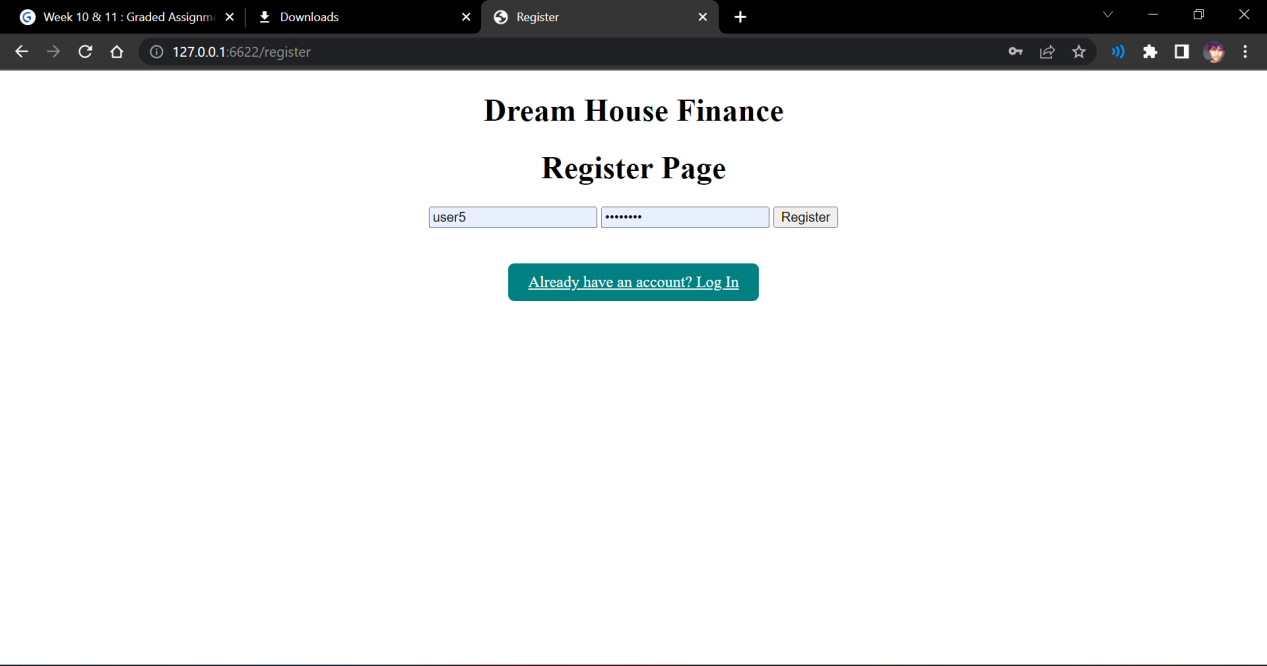 Week 10 & 11 : Graded Assignme
Downloads
Register
127.0.0.1:6622/register
Dream House Finance
Register Page
user5 •••••••• Register
Already have an account? Log In